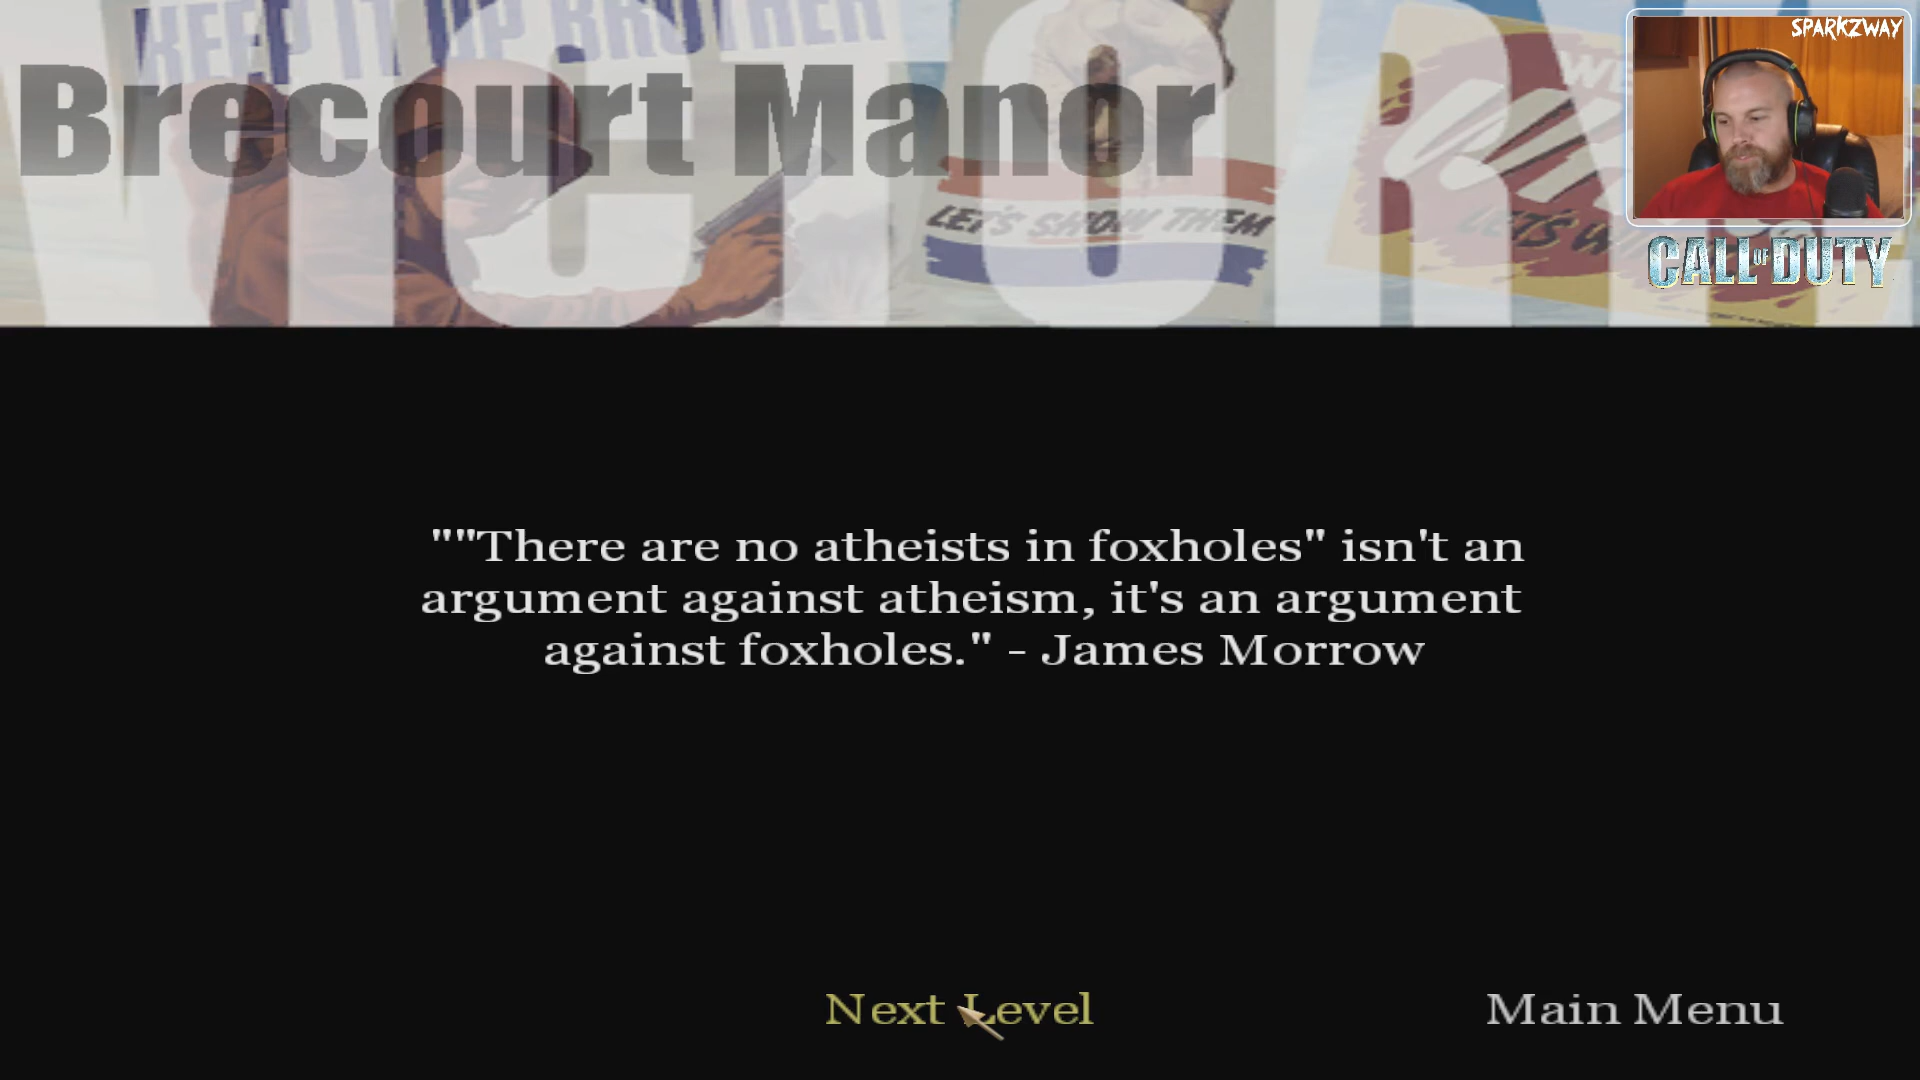 KEEP IT UP BROTHER
VICTORY
Brecourt Manor
SPARKZWAY
LET'S SHOW THEM
CALL OF DUTY
""There are no atheists in foxholes" isn't an
argument against atheism, it's an argument
against foxholes." - James Morrow
Next Level
Main Menu